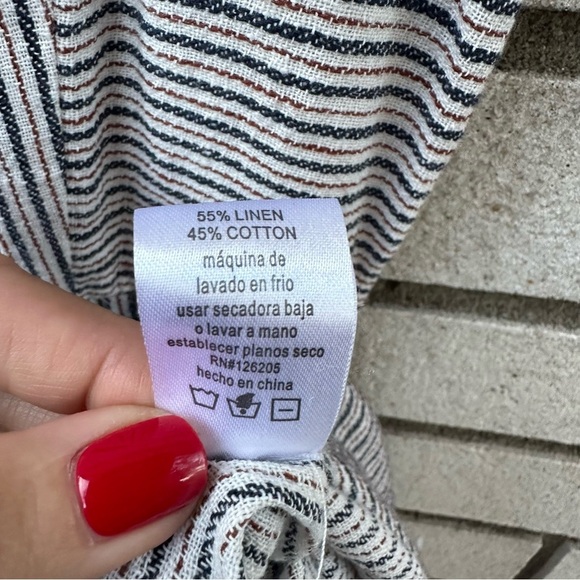 55% LINEN
45% COTTON
máquina de
lavado en frio
usar secadora baja
o lavar a mano
establecer planos seco
RN#126205
hecho en china